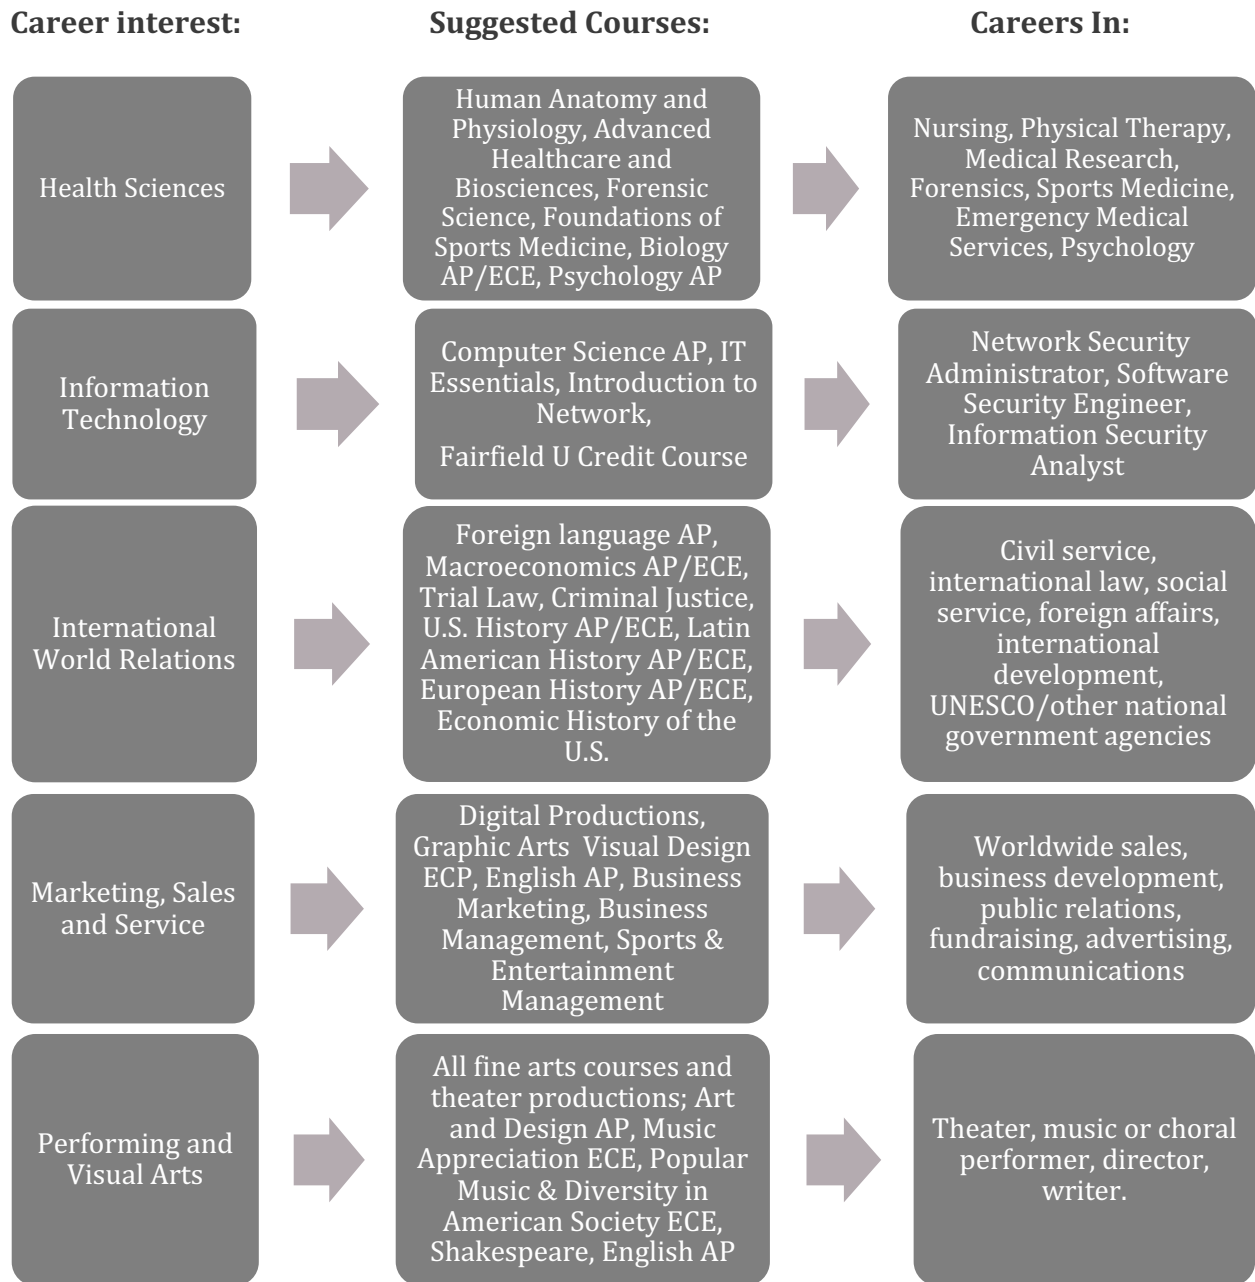 Career interest:
Suggested Courses:
Careers In:
Health Sciences
Human Anatomy and
Physiology, Advanced
Healthcare and
Biosciences, Forensic
Science, Foundations of
Sports Medicine, Biology
AP/ECE, Psychology AP
Nursing, Physical Therapy,
Medical Research,
Forensics, Sports Medicine,
Emergency Medical
Services, Psychology
Information
Technology
Computer Science AP, IT
Essentials, Introduction to
Network,
Fairfield U Credit Course
Network Security
Administrator, Software
Security Engineer,
Information Security
Analyst
International
World Relations
Foreign language AP,
Macroeconomics AP/ECE,
Trial Law, Criminal Justice,
U.S. History AP/ECE, Latin
American History AP/ECE,
European History AP/ECE,
Economic History of the
U.S.
Civil service,
international law, social
service, foreign affairs,
international
development,
UNESCO/other national
government agencies
Marketing, Sales
and Service
Digital Productions,
Graphic Arts  Visual Design
ECP, English AP, Business
Marketing, Business
Management, Sports &
Entertainment
Management
Worldwide sales,
business development,
public relations,
fundraising, advertising,
communications
Performing and
Visual Arts
All fine arts courses and
theater productions; Art
and Design AP, Music
Appreciation ECE, Popular
Music & Diversity in
American Society ECE,
Shakespeare, English AP
Theater, music or choral
performer, director,
writer.